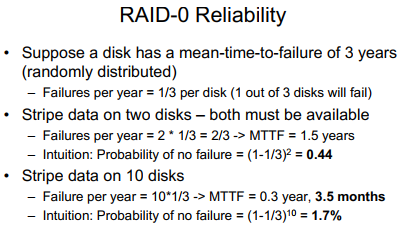 RAID-0 Reliability
• Suppose a disk has a mean-time-to-failure of 3 years
(randomly distributed)
– Failures per year = 1/3 per disk (1 out of 3 disks will fail)
• Stripe data on two disks – both must be available
– Failures per year = 2 * 1/3 = 2/3 -> MTTF = 1.5 years
– Intuition: Probability of no failure = (1-1/3)² = 0.44
• Stripe data on 10 disks
– Failure per year = 10*1/3 -> MTTF = 0.3 year, 3.5 months
– Intuition: Probability of no failure = (1-1/3)¹⁰ = 1.7%